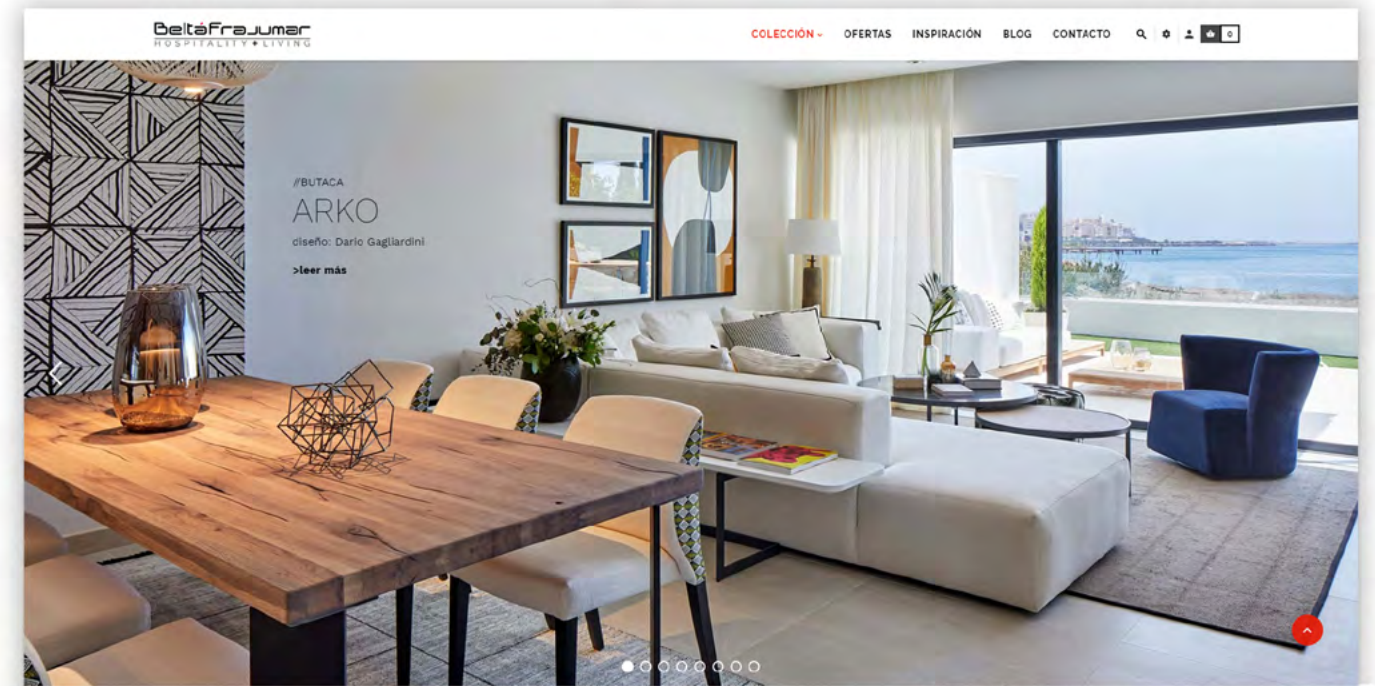 BeltáFrajumar
HOSPITALITY+LIVING
COLECCIÓN
OFERTAS
INSPIRACIÓN
BLOG
CONTACTO
0
//BUTACA
ARKO
diseño: Dario Gagliardini
>leer más